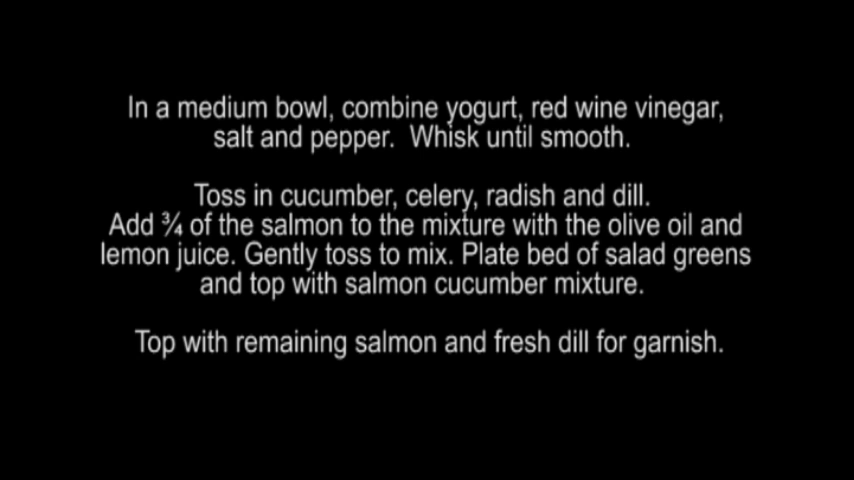 In a medium bowl, combine yogurt, red wine vinegar,
salt and pepper.  Whisk until smooth.
Toss in cucumber, celery, radish and dill.
Add ¾ of the salmon to the mixture with the olive oil and
lemon juice. Gently toss to mix. Plate bed of salad greens
and top with salmon cucumber mixture.
Top with remaining salmon and fresh dill for garnish.